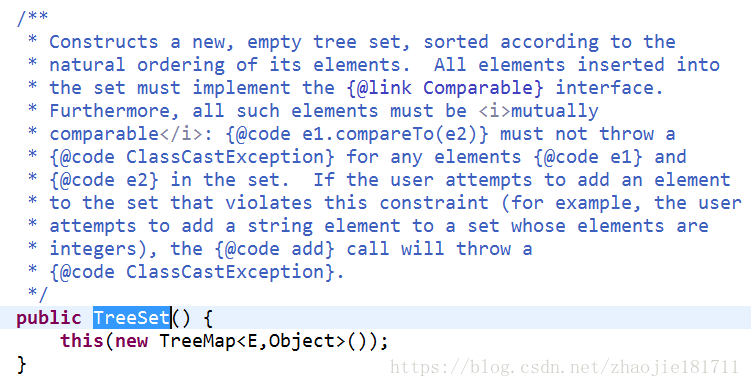 /**
 * Constructs a new, empty tree set, sorted according to the
 * natural ordering of its elements.  All elements inserted into
 * the set must implement the {@link Comparable} interface.
 * Furthermore, all such elements must be <i>mutually
 * comparable</i>: {@code e1.compareTo(e2)} must not throw a
 * {@code ClassCastException} for any elements {@code e1} and
 * {@code e2} in the set.  If the user attempts to add an element
 * to the set that violates this constraint (for example, the user
 * attempts to add a string element to a set whose elements are
 * integers), the {@code add} call will throw a
 * {@code ClassCastException}.
 */
public TreeSet() {
    this(new TreeMap<E,Object>());
}
https://blog.csdn.net/zhaojie181711